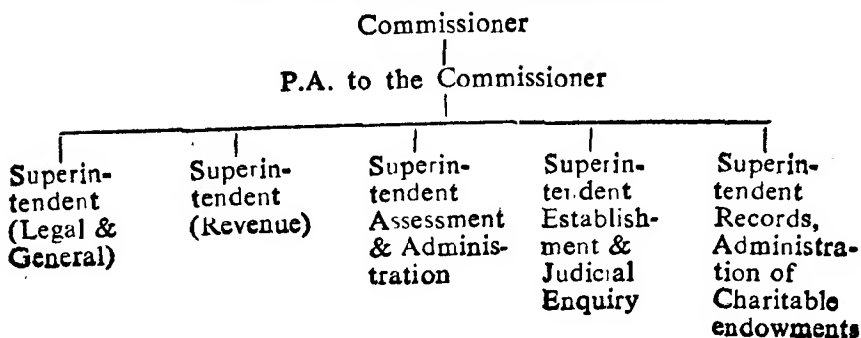 Commissioner
P.A. to the Commissioner
Superin-
tendent
(Legal &
General)
Superin-
tendent
(Revenue)
Superin-
tendent
Assessment
& Adminis-
tration
Superin-
tendent
Establish-
ment &
Judicial
Enquiry
Superin-
tendent
Records,
Administra-
tion of
Charitable
endowments